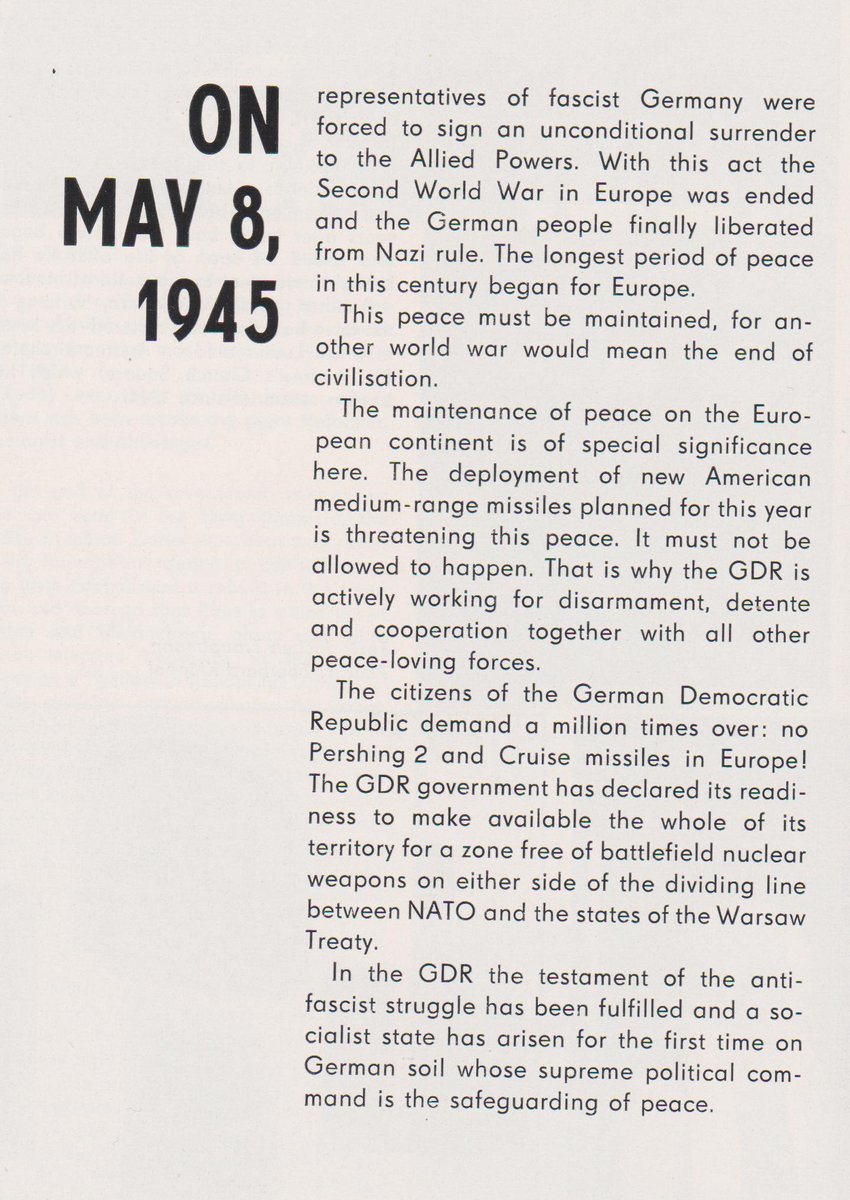 ON
MAY 8,
1945
representatives of fascist Germany were
forced to sign an unconditional surrender
to the Allied Powers. With this act the
Second World War in Europe was ended
and the German people finally liberated
from Nazi rule. The longest period of peace
in this century began for Europe.
This peace must be maintained, for an-
other world war would mean the end of
civilisation.
The maintenance of peace on the Euro-
pean continent is of special significance
here. The deployment of new American
medium-range missiles planned for this year
is threatening this peace. It must not be
allowed to happen. That is why the GDR is
actively working for disarmament, detente
and cooperation together with all other
peace-loving forces.
The citizens of the German Democratic
Republic demand a million times over: no
Pershing 2 and Cruise missiles in Europe!
The GDR government has declared its readi-
ness to make available the whole of its
territory for a zone free of battlefield nuclear
weapons on either side of the dividing line
between NATO and the states of the Warsaw
Treaty.
In the GDR the testament of the anti-
fascist struggle has been fulfilled and a so-
cialist state has arisen for the first time on
German soil whose supreme political com-
mand is the safeguarding of peace.